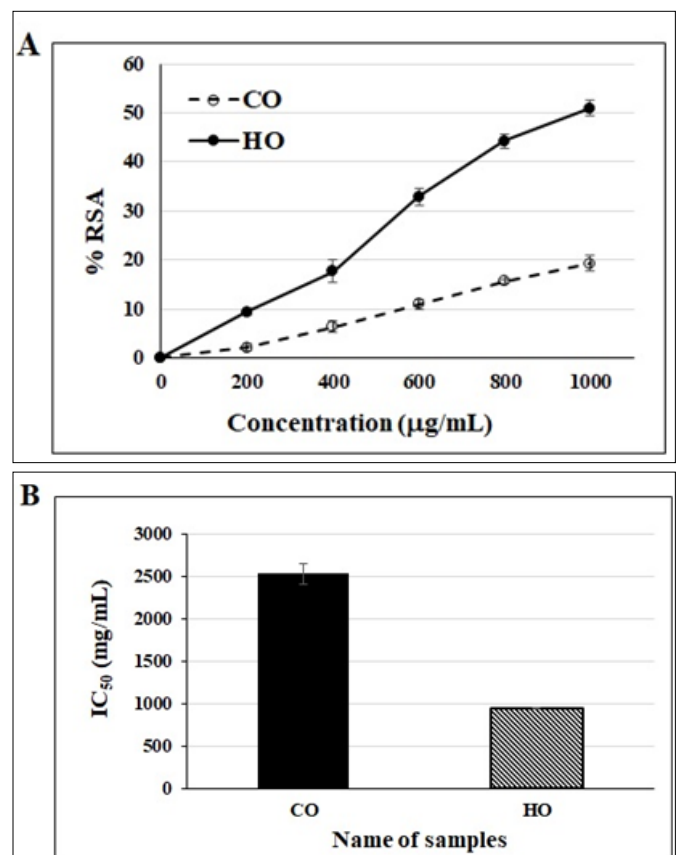 A
60
50
40
30
20
10
0
% RSA
CO
HO
0 200 400 600 800 1000
Concentration (µg/mL)
B
3000
2500
2000
1500
1000
500
0
IC₅₀ (mg/mL)
CO HO
Name of samples